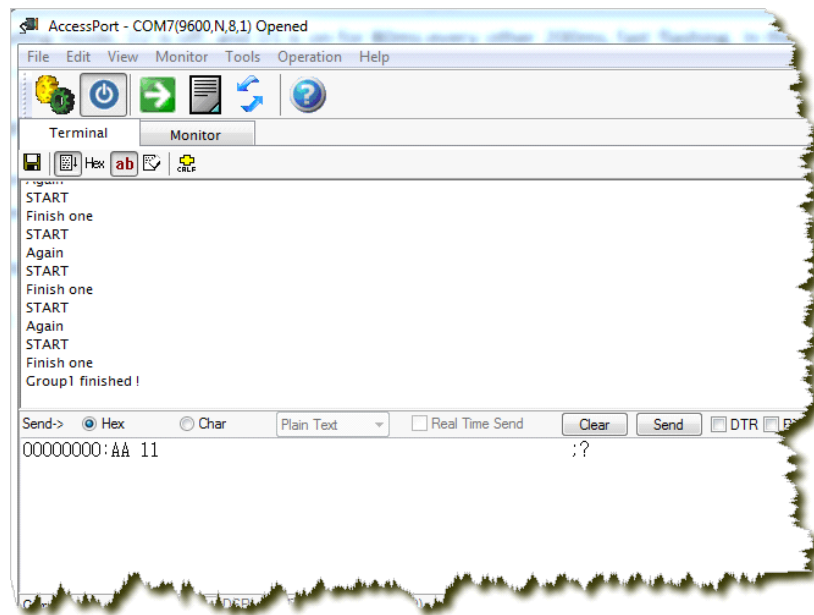 AccessPort - COM7(9600,N,8,1) Opened
File Edit View Monitor Tools Operation Help
Terminal Monitor
Hex ab CRLF
Again
START
Finish one
START
Again
START
Finish one
START
Again
START
Finish one
Group1 finished !
Send-> Hex Char Plain Text Real Time Send Clear Send DTR
00000000:AA 11 ;?